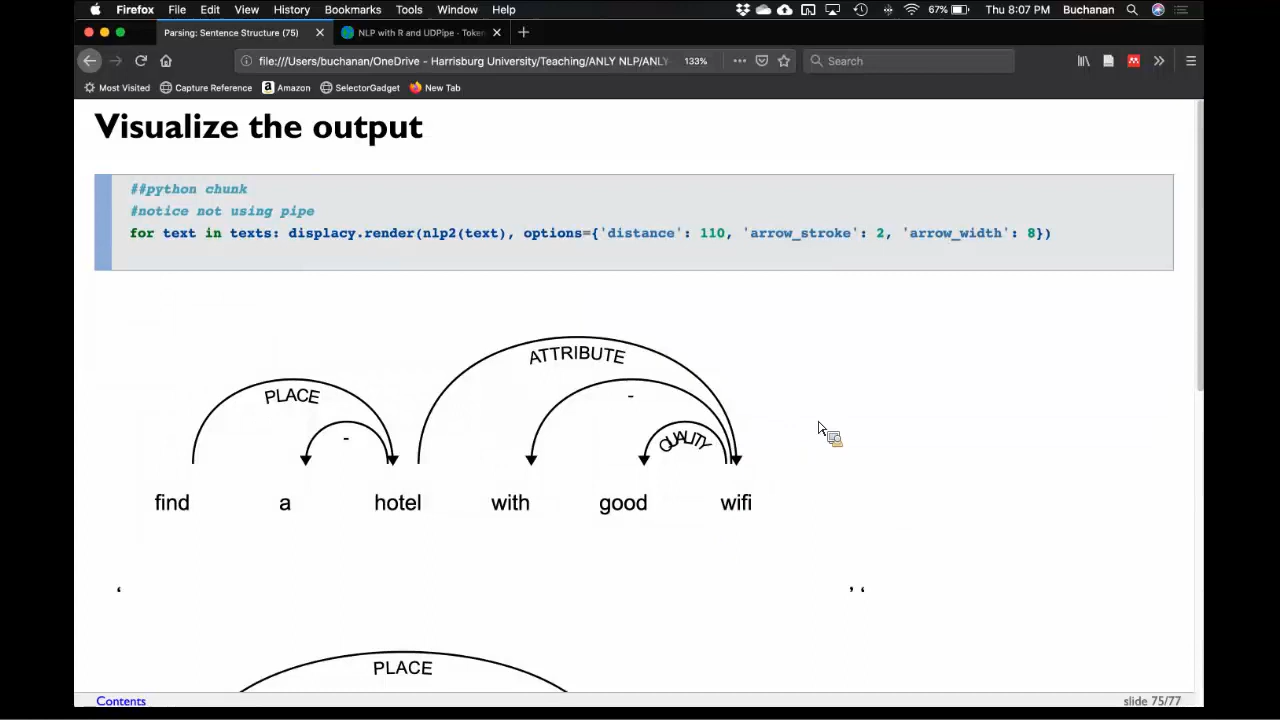 Firefox File Edit View History Bookmarks Tools Window Help 67% Thu 8:07 PM Buchanan
Parsing: Sentence Structure (75) NLP with R and UDPipe - Token
file:///Users/buchanan/OneDrive - Harrisburg University/Teaching/ANLY NLP/ANLY- 133% Search
Most Visited Capture Reference Amazon SelectorGadget New Tab
Visualize the output
##python chunk
#notice not using pipe
for text in texts: displacy.render(nlp2(text), options={'distance': 110, 'arrow_stroke': 2, 'arrow_width': 8})
ATTRIBUTE
PLACE -
- QUALITY
find a hotel with good wifi
‘ ’ ‘
PLACE
Contents slide 75/77